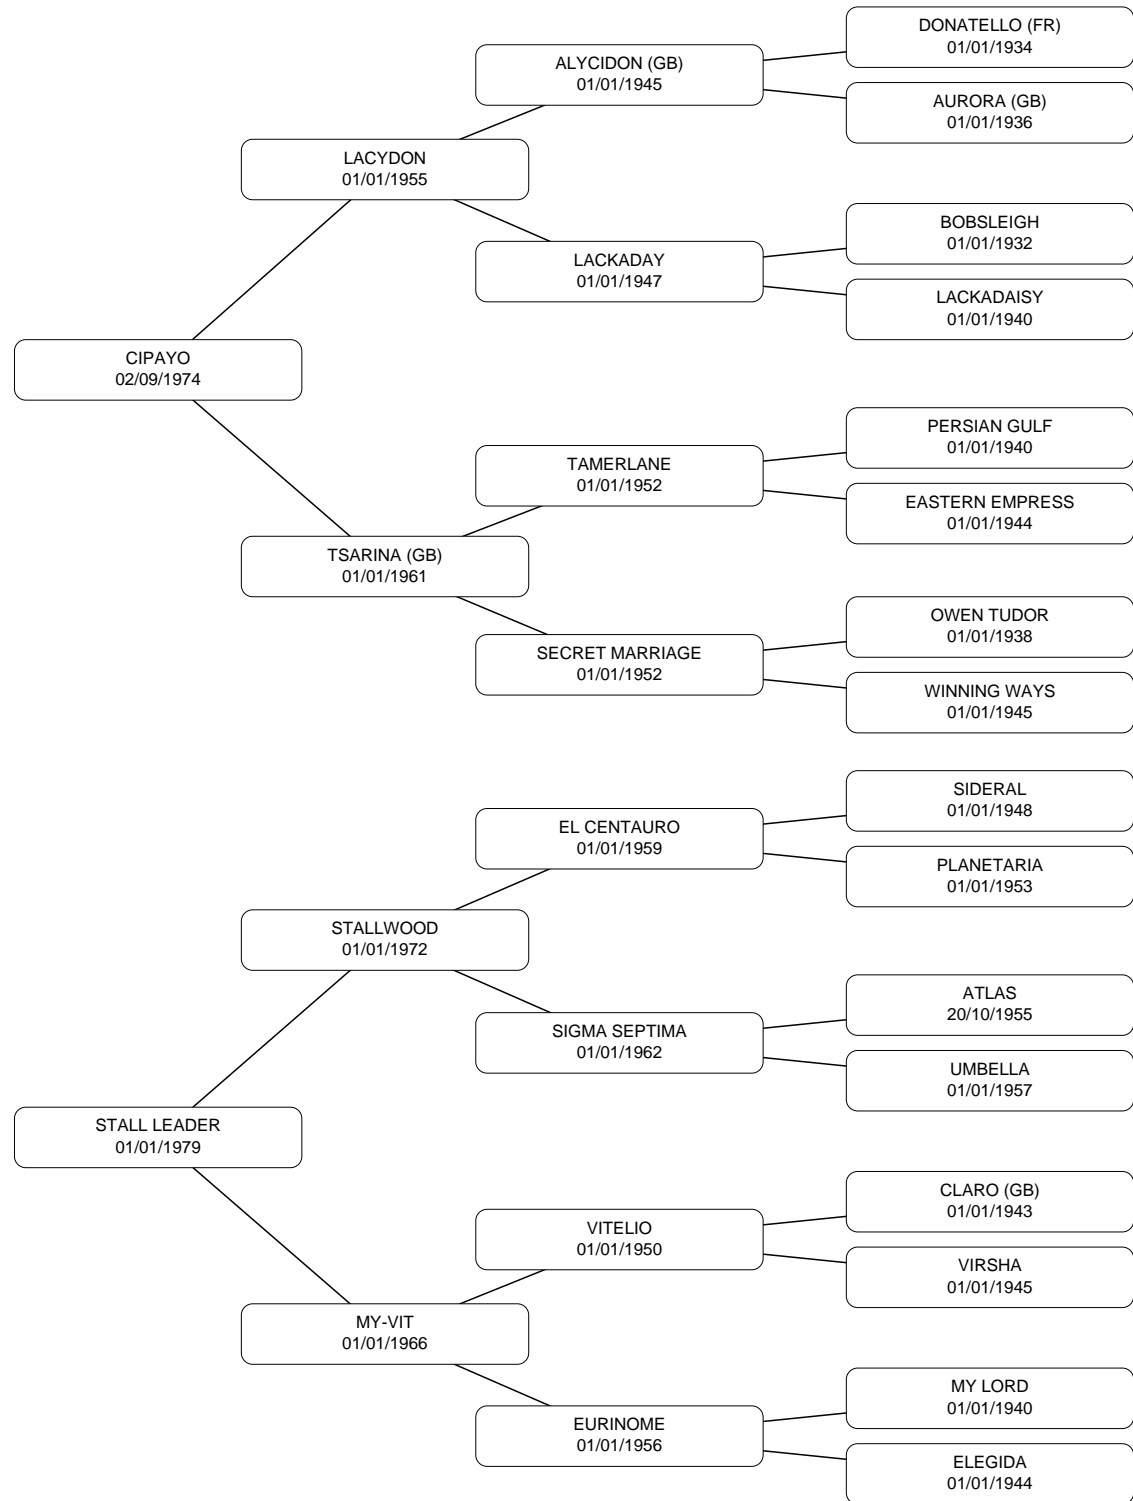 DONATELLO (FR)
01/01/1934
ALYCIDON (GB)
01/01/1945
AURORA (GB)
01/01/1936
LACYDON
01/01/1955
BOBSLEIGH
01/01/1932
LACKADAY
01/01/1947
LACKADAISY
01/01/1940
CIPAYO
02/09/1974
PERSIAN GULF
01/01/1940
TAMERLANE
01/01/1952
EASTERN EMPRESS
01/01/1944
TSARINA (GB)
01/01/1961
OWEN TUDOR
01/01/1938
SECRET MARRIAGE
01/01/1952
WINNING WAYS
01/01/1945
SIDERAL
01/01/1948
EL CENTAURO
01/01/1959
PLANETARIA
01/01/1953
STALLWOOD
01/01/1972
ATLAS
20/10/1955
SIGMA SEPTIMA
01/01/1962
UMBELLA
01/01/1957
STALL LEADER
01/01/1979
CLARO (GB)
01/01/1943
VITELIO
01/01/1950
VIRSHA
01/01/1945
MY-VIT
01/01/1966
MY LORD
01/01/1940
EURINOME
01/01/1956
ELEGIDA
01/01/1944